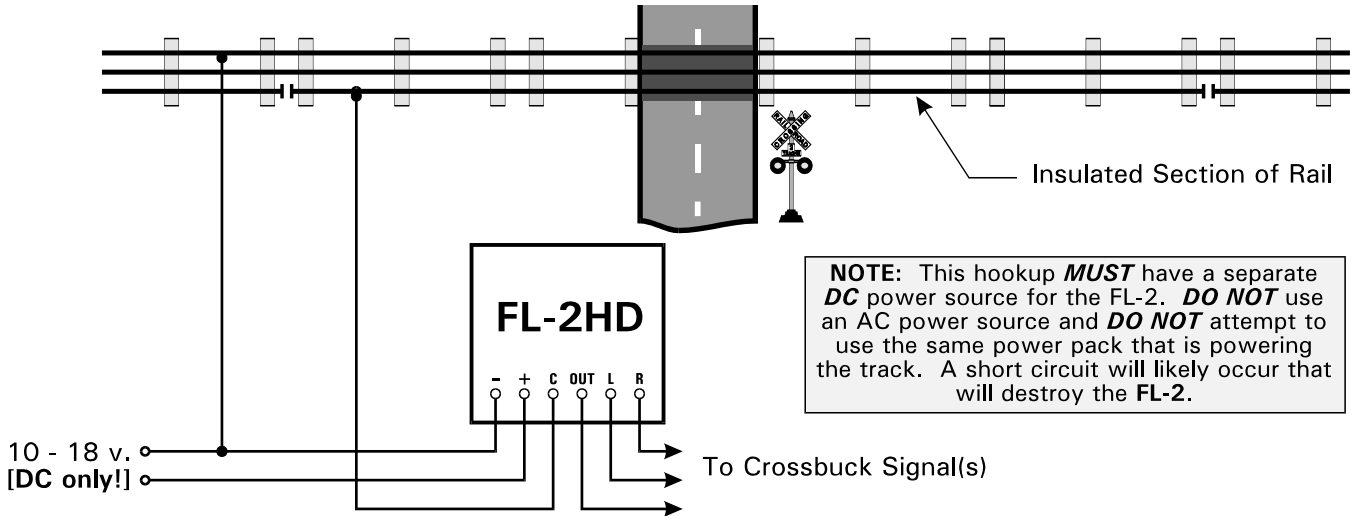 RAILROAD
CROSSING
TRACKS
Insulated Section of Rail
FL-2HD
- + C OUT L R
NOTE: This hookup MUST have a separate
DC power source for the FL-2. DO NOT use
an AC power source and DO NOT attempt to
use the same power pack that is powering
the track. A short circuit will likely occur that
will destroy the FL-2.
10 - 18 v.
[DC only!]
To Crossbuck Signal(s)